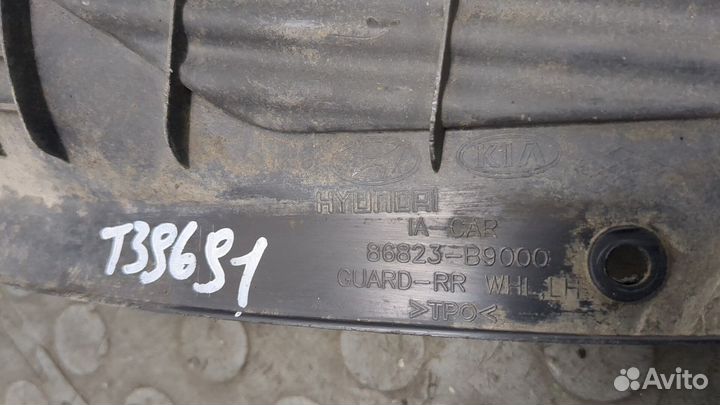 KIA
HYUNDAI
IA-CAR
86823-B9000
GUARD-RR WHL LH
>TPO<
T39691
Avito